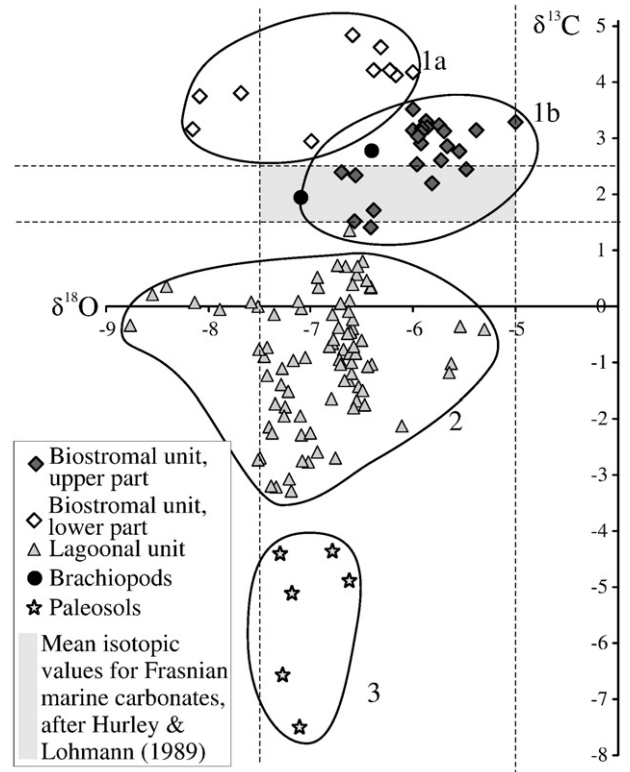 δ¹³C
5
4
3
2
1
0
-1
-2
-3
-4
-5
-6
-7
-8
δ¹⁸O
-9
-8
-7
-6
-5
1a
1b
2
3
Biostromal unit,
upper part
Biostromal unit,
lower part
Lagoonal unit
Brachiopods
Paleosols
Mean isotopic
values for Frasnian
marine carbonates,
after Hurley &
Lohmann (1989)